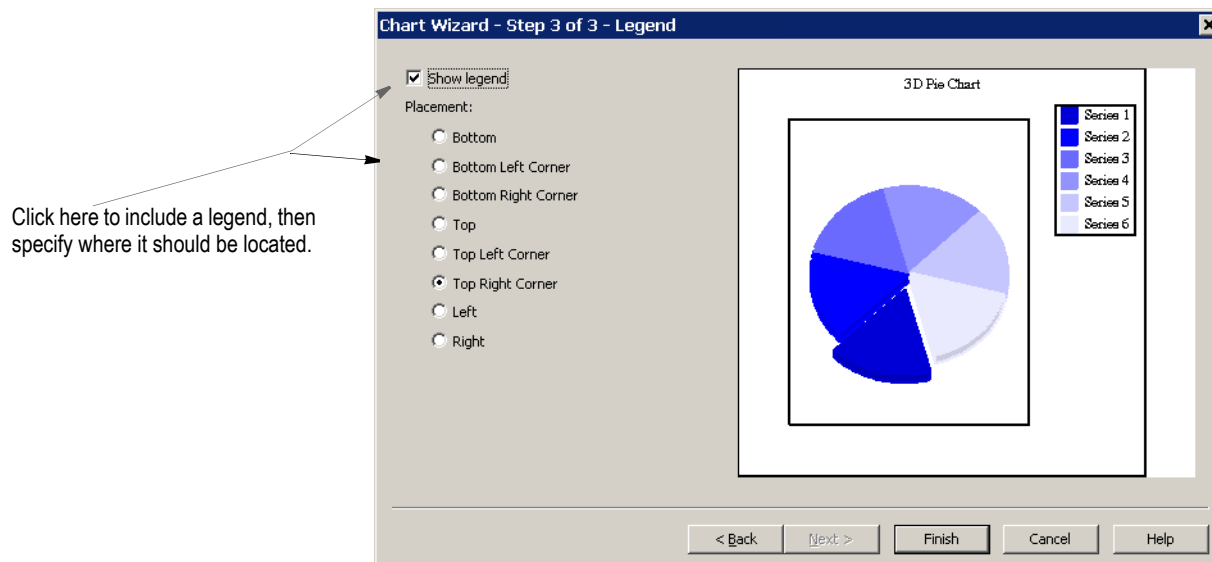 Chart Wizard - Step 3 of 3 - Legend
Show legend
Placement:
Bottom
Bottom Left Corner
Bottom Right Corner
Top
Top Left Corner
Top Right Corner
Left
Right
Click here to include a legend, then
specify where it should be located.
3D Pie Chart
Series 1
Series 2
Series 3
Series 4
Series 5
Series 6
< Back
Next >
Finish
Cancel
Help